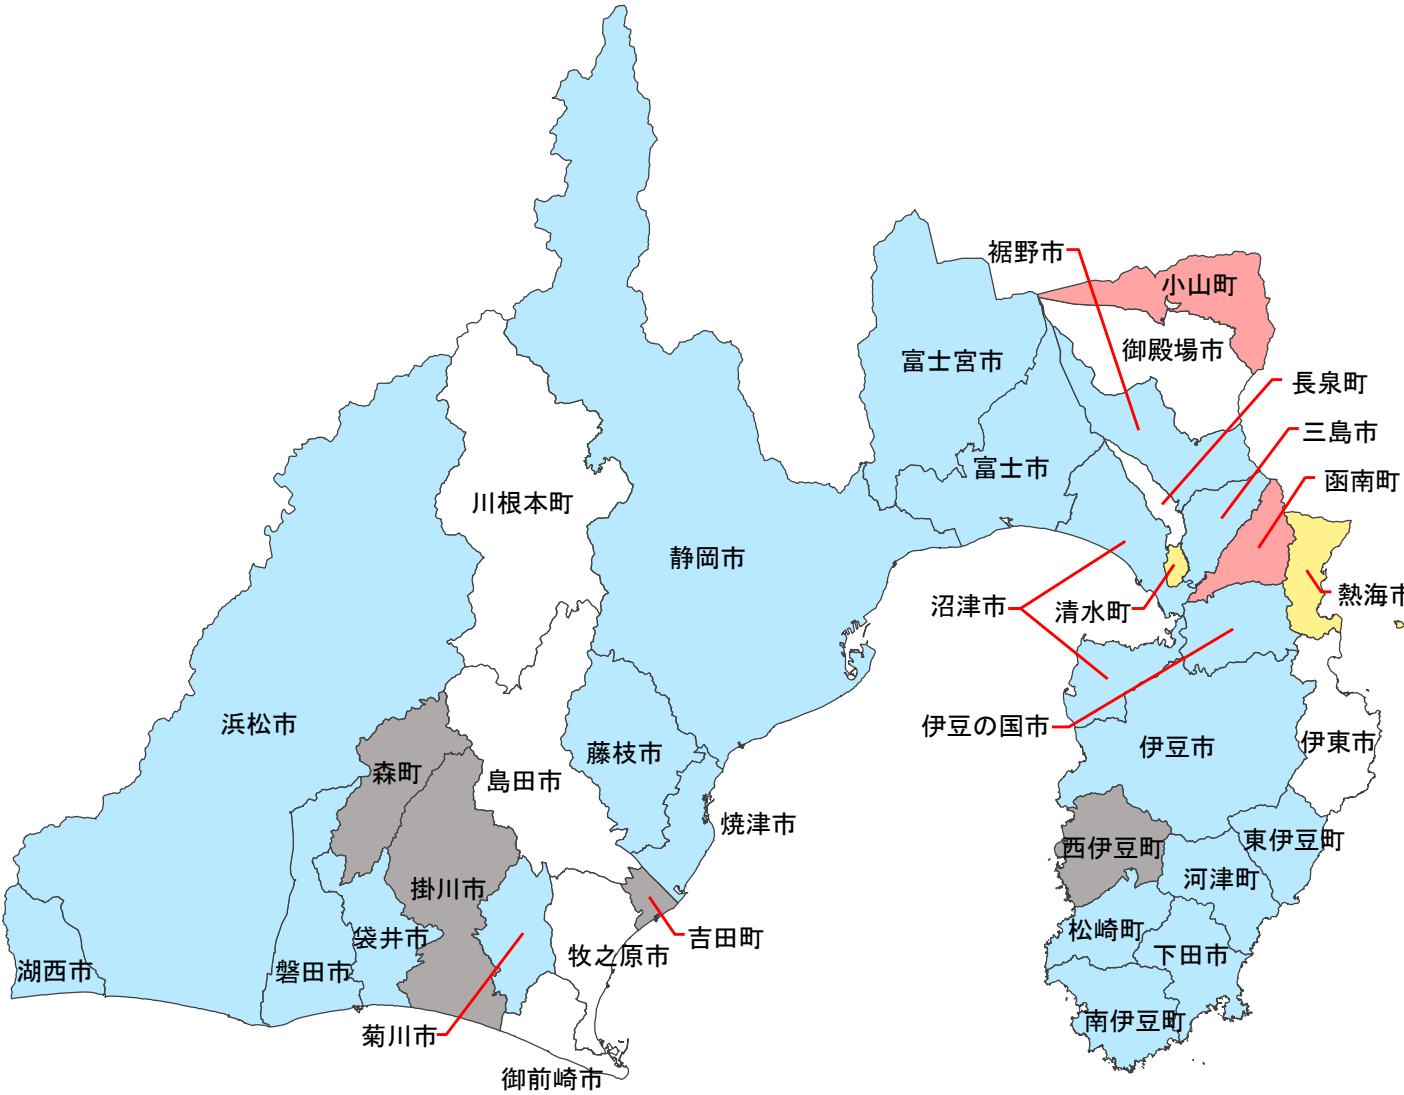 裾野市
小山町
御殿場市
富士宮市
長泉町
三島市
富士市
函南町
川根本町
静岡市
熱海市
沼津市
清水町
伊豆の国市
浜松市
伊豆市
伊東市
藤枝市
森町
島田市
焼津市
東伊豆町
西伊豆町
河津町
掛川市
松崎町
吉田町
袋井市
下田市
牧之原市
湖西市
磐田市
南伊豆町
菊川市
御前崎市